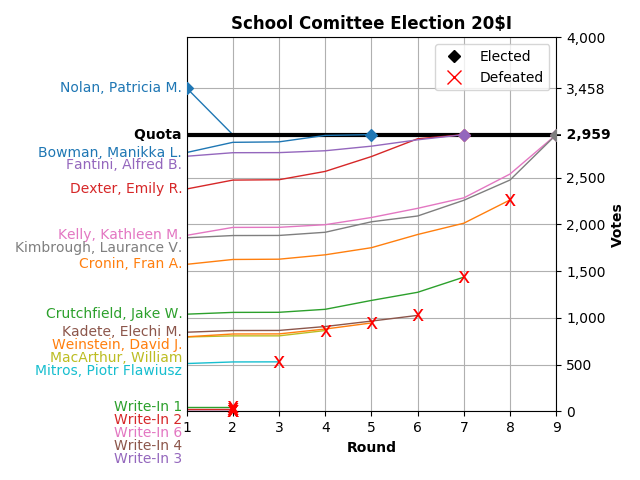 School Comittee Election 20$I
Elected
Defeated
Nolan, Patricia M.
Quota
Bowman, Manikka L.
Fantini, Alfred B.
Dexter, Emily R.
Kelly, Kathleen M.
Kimbrough, Laurance V.
Cronin, Fran A.
Crutchfield, Jake W.
Kadete, Elechi M.
Weinstein, David J.
MacArthur, William
Mitros, Piotr Flawiusz
Write-In 1
Write-In 2
Write-In 6
Write-In 4
Write-In 3
4,000
3,458
2,959
2,500
2,000
1,500
1,000
500
0
Votes
1 2 3 4 5 6 7 8 9
Round